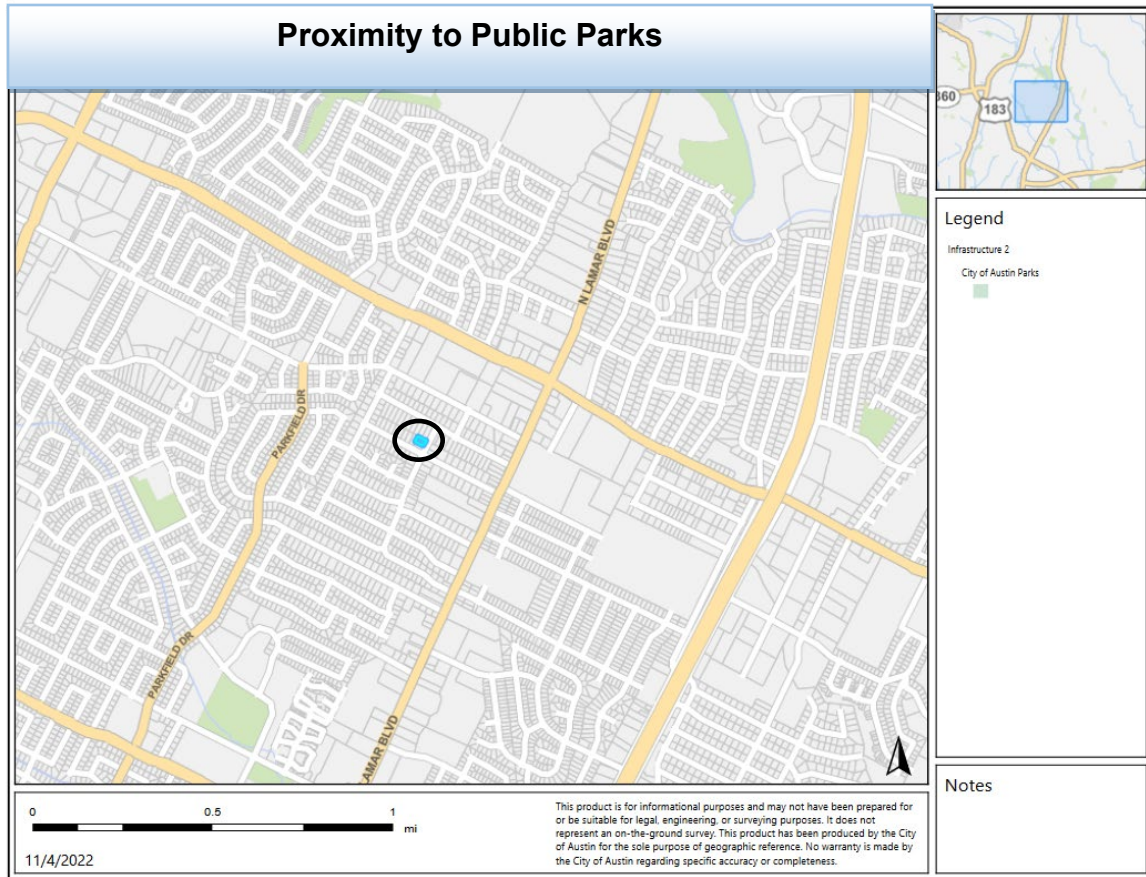 Proximity to Public Parks
360
183
N LAMAR BLVD
PARKFIELD DR
PARKFIELD DR
LAMAR BLVD
Legend
Infrastructure 2
City of Austin Parks
Notes
0 0.5 1
mi
11/4/2022
This product is for informational purposes and may not have been prepared for
or be suitable for legal, engineering, or surveying purposes. It does not
represent an on-the-ground survey. This product has been produced by the City
of Austin for the sole purpose of geographic reference. No warranty is made by
the City of Austin regarding specific accuracy or completeness.